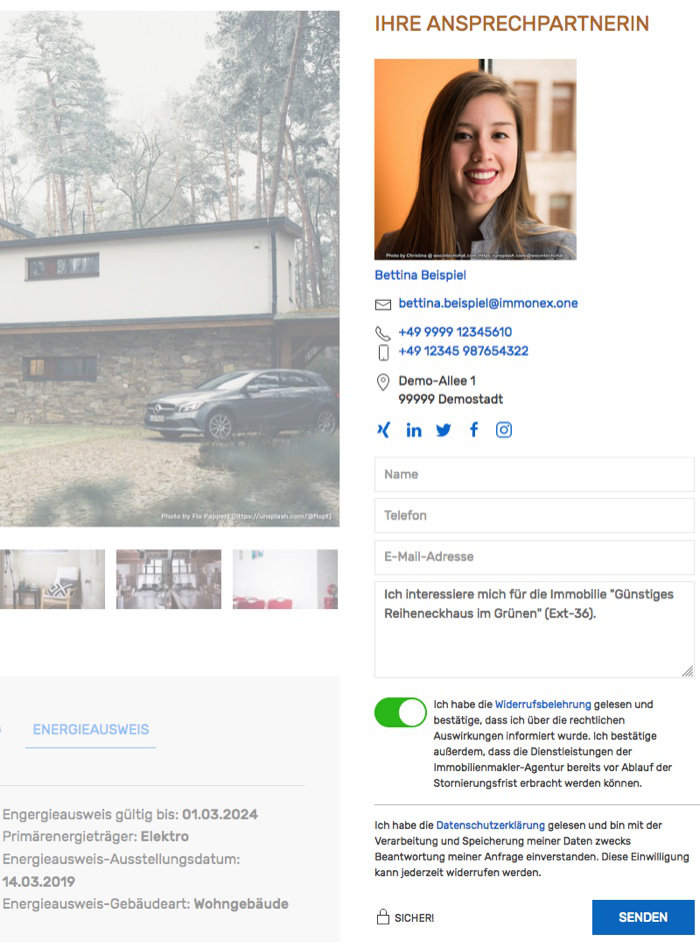 IHRE ANSPRECHPARTNERIN
Photo by Christina @ wocintechchat.com (https://unsplash.com/@wocintechchat
Bettina Beispiel
bettina.beispiel@immonex.one
+49 9999 12345610
+49 12345 987654322
Demo-Allee 1
99999 Demostadt
Name
Telefon
E-Mail-Adresse
Ich interessiere mich für die Immobilie "Günstiges
Reiheneckhaus im Grünen" (Ext-36).
Ich habe die Widerrufsbelehrung gelesen und
bestätige, dass ich über die rechtlichen
Auswirkungen informiert wurde. Ich bestätige
außerdem, dass die Dienstleistungen der
Immobilienmakler-Agentur bereits vor Ablauf der
Stornierungsfrist erbracht werden können.
Ich habe die Datenschutzerklärung gelesen und bin mit der
Verarbeitung und Speicherung meiner Daten zwecks
Beantwortung meiner Anfrage einverstanden. Diese Einwilligung
kann jederzeit widerrufen werden.
SICHER!
SENDEN
Photo by Flo Pappert (https://unsplash.com/@flopt)
ENERGIEAUSWEIS
Engergieausweis gültig bis: 01.03.2024
Primärenergieträger: Elektro
Energieausweis-Ausstellungsdatum:
14.03.2019
Energieausweis-Gebäudeart: Wohngebäude